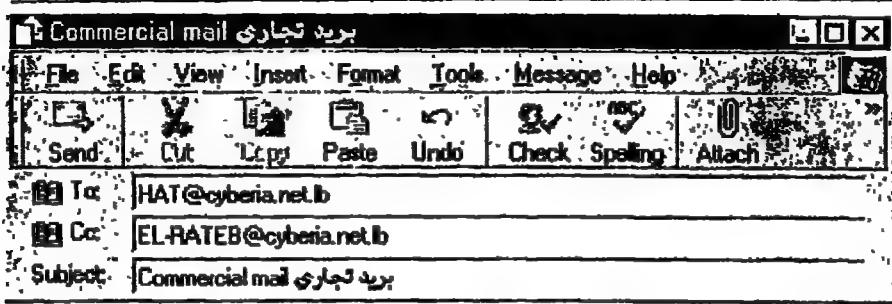 Commercial mail بريد تجاري
File Edit View Insert Format Tools Message Help
Send Cut Copy Paste Undo Check Spelling Attach »
To: HAT@cyberia.net.lb
Cc: EL-RATEB@cyberia.net.lb
Subject: Commercial mail بريد تجاري